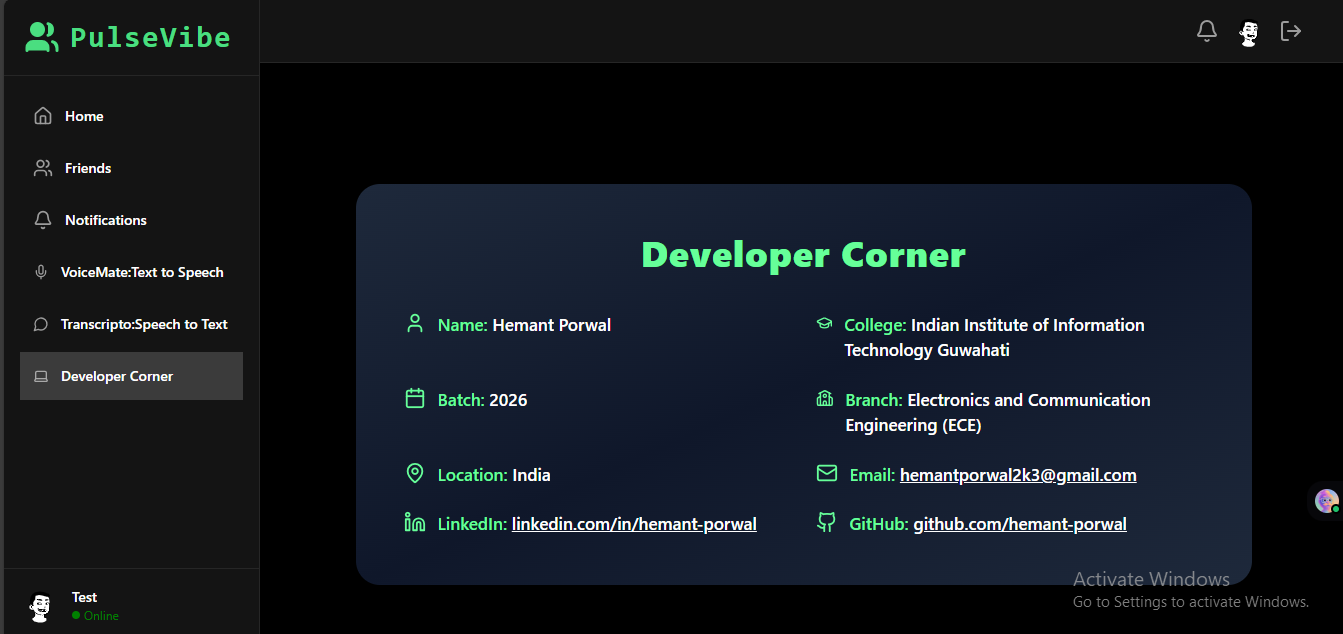 PulseVibe
Home
Friends
Notifications
VoiceMate:Text to Speech
Transcripto:Speech to Text
Developer Corner
Test
Online
Developer Corner
Name: Hemant Porwal
College: Indian Institute of Information
Technology Guwahati
Batch: 2026
Branch: Electronics and Communication
Engineering (ECE)
Location: India
Email: hemantporwal2k3@gmail.com
LinkedIn: linkedin.com/in/hemant-porwal
GitHub: github.com/hemant-porwal
Activate Windows
Go to Settings to activate Windows.